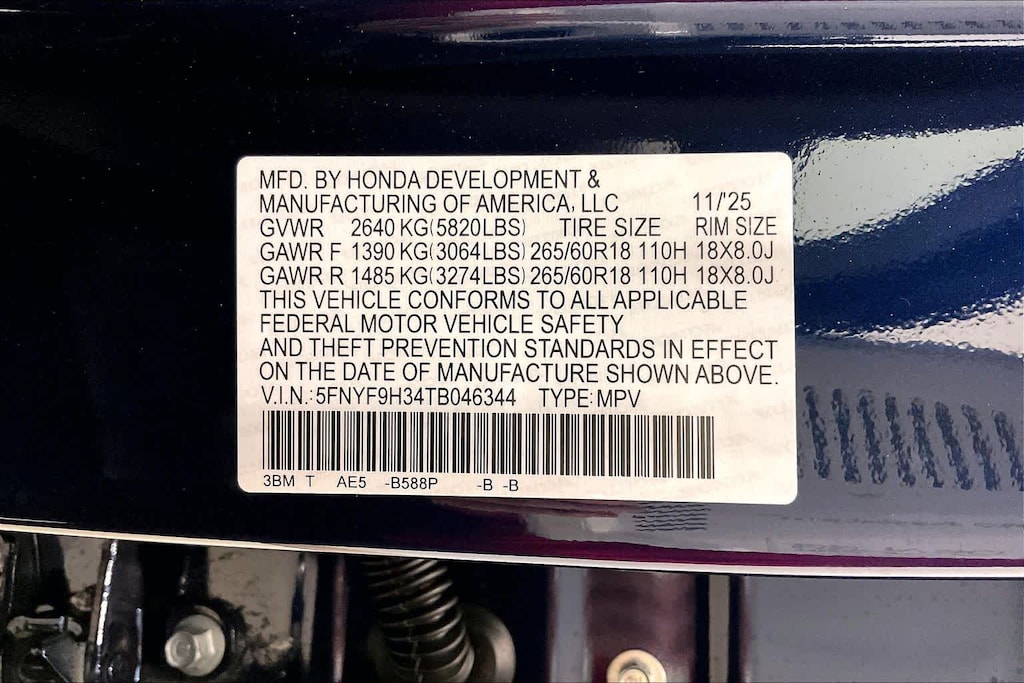 MFD. BY HONDA DEVELOPMENT &
MANUFACTURING OF AMERICA, LLC 11/'25
GVWR 2640 KG(5820LBS) TIRE SIZE RIM SIZE
GAWR F 1390 KG(3064LBS) 265/60R18 110H 18X8.0J
GAWR R 1485 KG(3274LBS) 265/60R18 110H 18X8.0J
THIS VEHICLE CONFORMS TO ALL APPLICABLE
FEDERAL MOTOR VEHICLE SAFETY
AND THEFT PREVENTION STANDARDS IN EFFECT
ON THE DATE OF MANUFACTURE SHOWN ABOVE.
V.I.N.: 5FNYF9H34TB046344 TYPE: MPV
3BM T AE5 -B588P -B -B